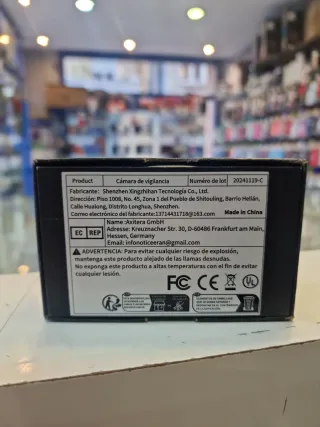 Product Cámara de vigilancia Número de lot 20241119-C
Fabricante: Shenzhen Xingzhihan Tecnología Co., Ltd.
Dirección: Piso 1008, No. 45, Zona 1 del Pueblo de Shitouling, Barrio Helián,
Calle Hualong, Distrito Longhua, Shenzhen.
Correo electrónico del fabricante:13714431718@163.com Made in China
EC REP
Name:Axitera GmbH
Adresse: Kreuznacher Str. 30, D-60486 Frankfurt am Main,
Hessen, Germany
Email: infonoticeeran@gmail.com
ADVERTENCIA: Para evitar cualquier riesgo de explosión,
mantenga este producto alejado de las llamas desnudas.
No esponga este producto a altas temperaturas con el fin de evitar
cualquier lesión.
FC CE UL